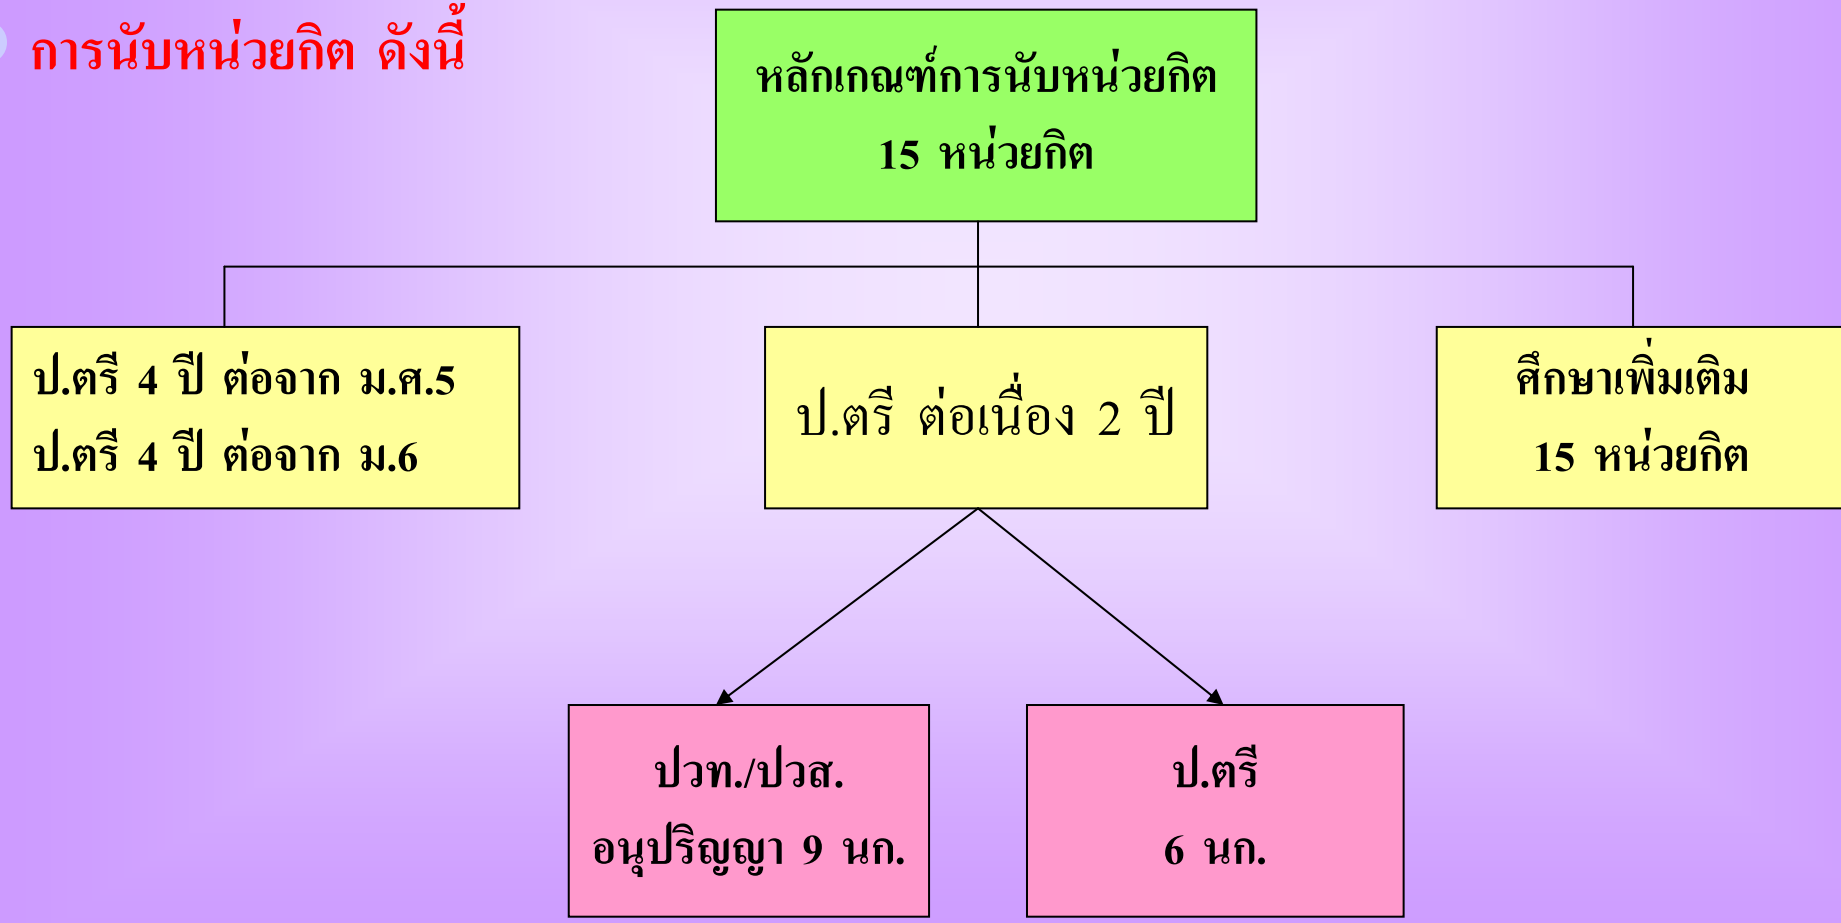 การนับหน่วยกิต ดังนี้
หลักเกณฑ์การนับหน่วยกิต
15 หน่วยกิต
ป.ตรี 4 ปี ต่อจาก ม.ศ.5
ป.ตรี 4 ปี ต่อจาก ม.6
ป.ตรี ต่อเนื่อง 2 ปี
ศึกษาเพิ่มเติม
15 หน่วยกิต
ปวท./ปวส.
อนุปริญญา 9 นก.
ป.ตรี
6 นก.